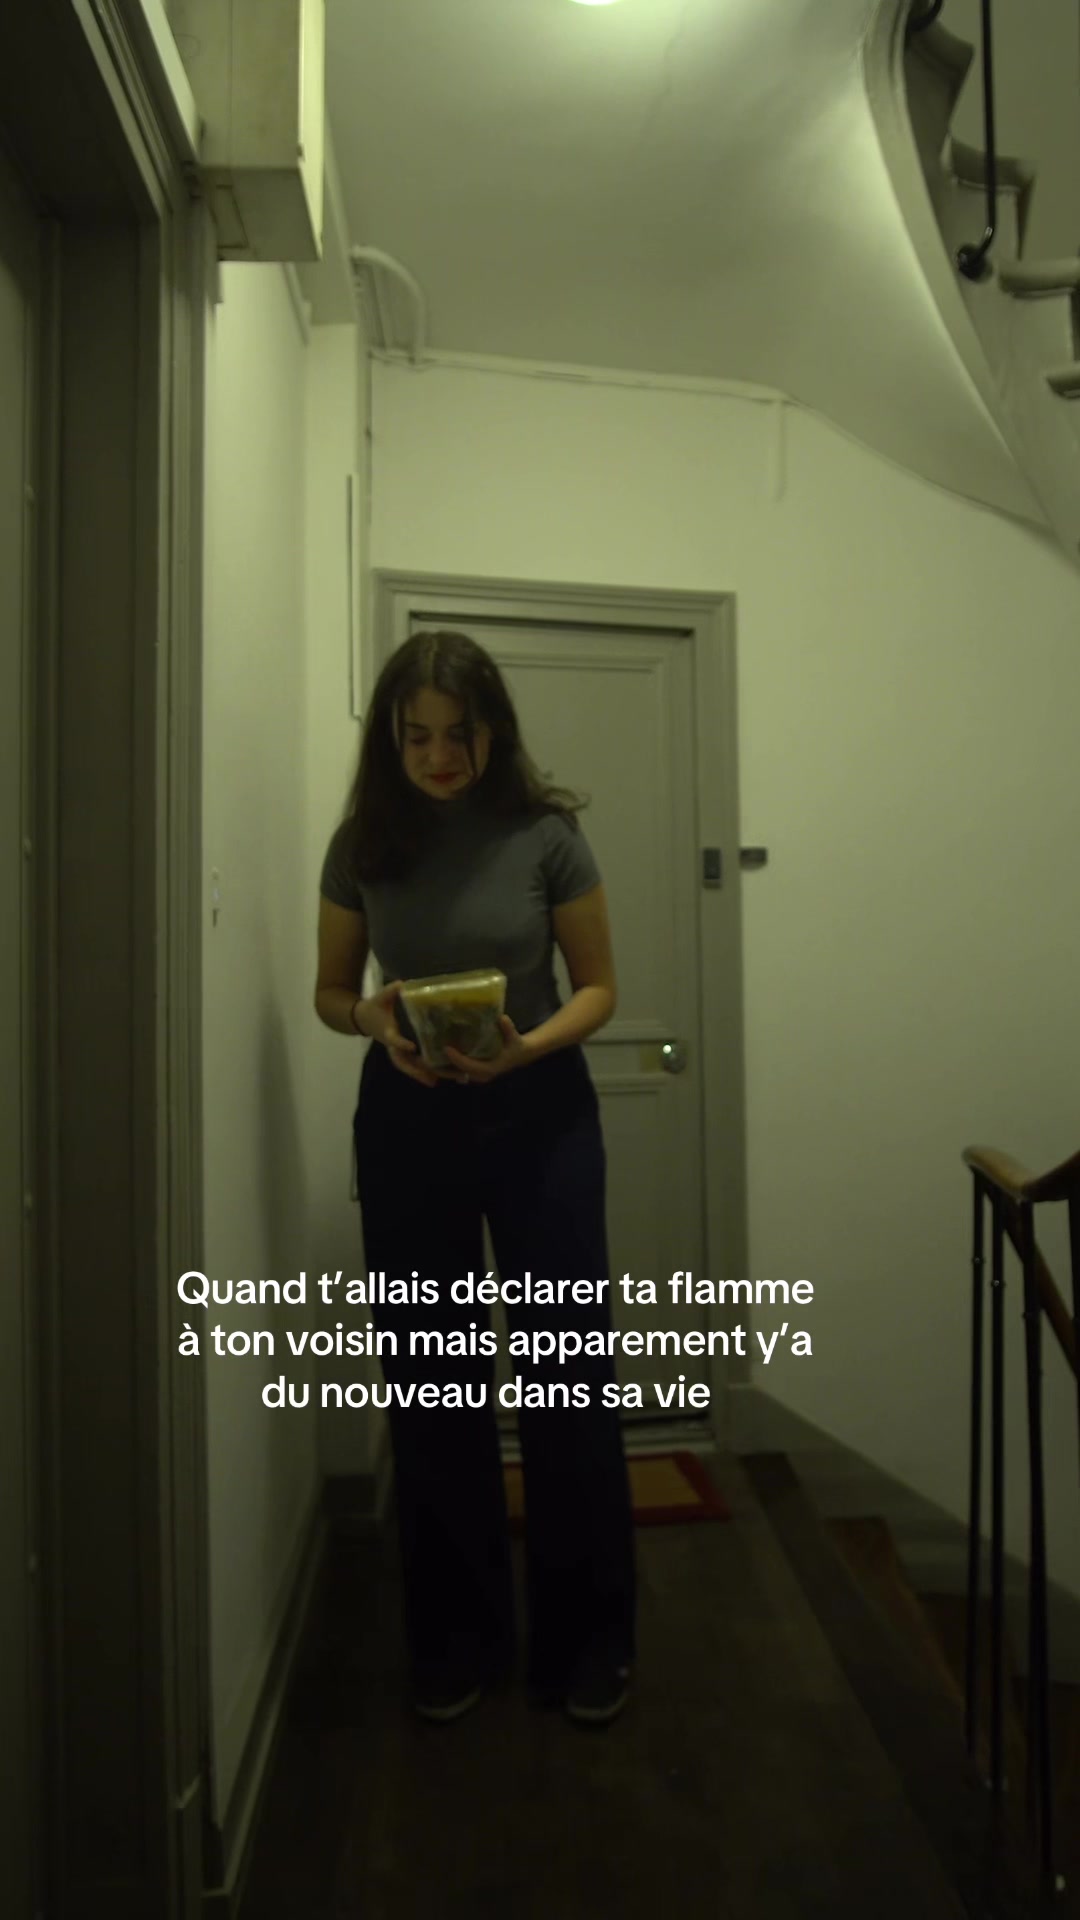 Quand t’allais déclarer ta flamme
à ton voisin mais apparement y’a
du nouveau dans sa vie